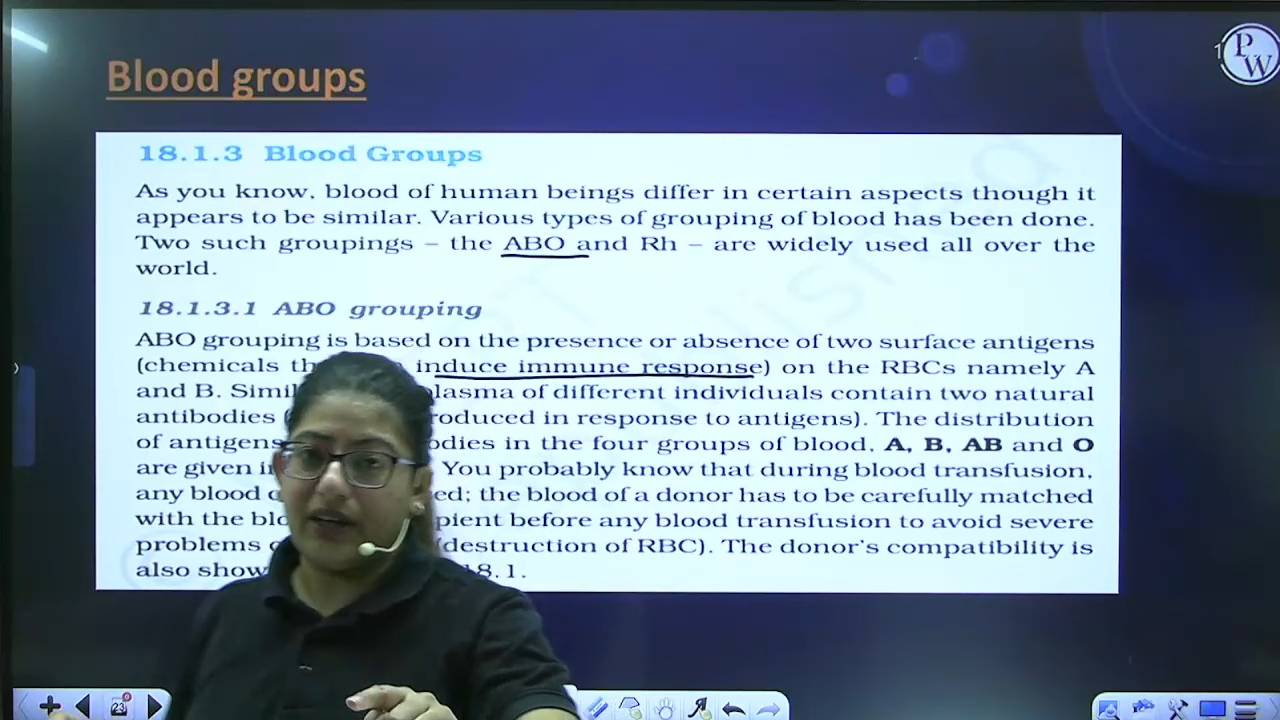 Blood groups
PW
18.1.3 Blood Groups
As you know, blood of human beings differ in certain aspects though it
appears to be similar. Various types of grouping of blood has been done.
Two such groupings – the ABO and Rh – are widely used all over the
world.
18.1.3.1 ABO grouping
ABO grouping is based on the presence or absence of two surface antigens
(chemicals induce immune response) on the RBCs namely A
and B. of different individuals contain two natural
antibodies in response to antigens). The distribution
of antigens in the four groups of blood, A, B, AB and O
are given You probably know that during blood transfusion,
any blood the blood of a donor has to be carefully matched
with the before any blood transfusion to avoid severe
problems (destruction of RBC). The donor's compatibility is
also 18.1.
23